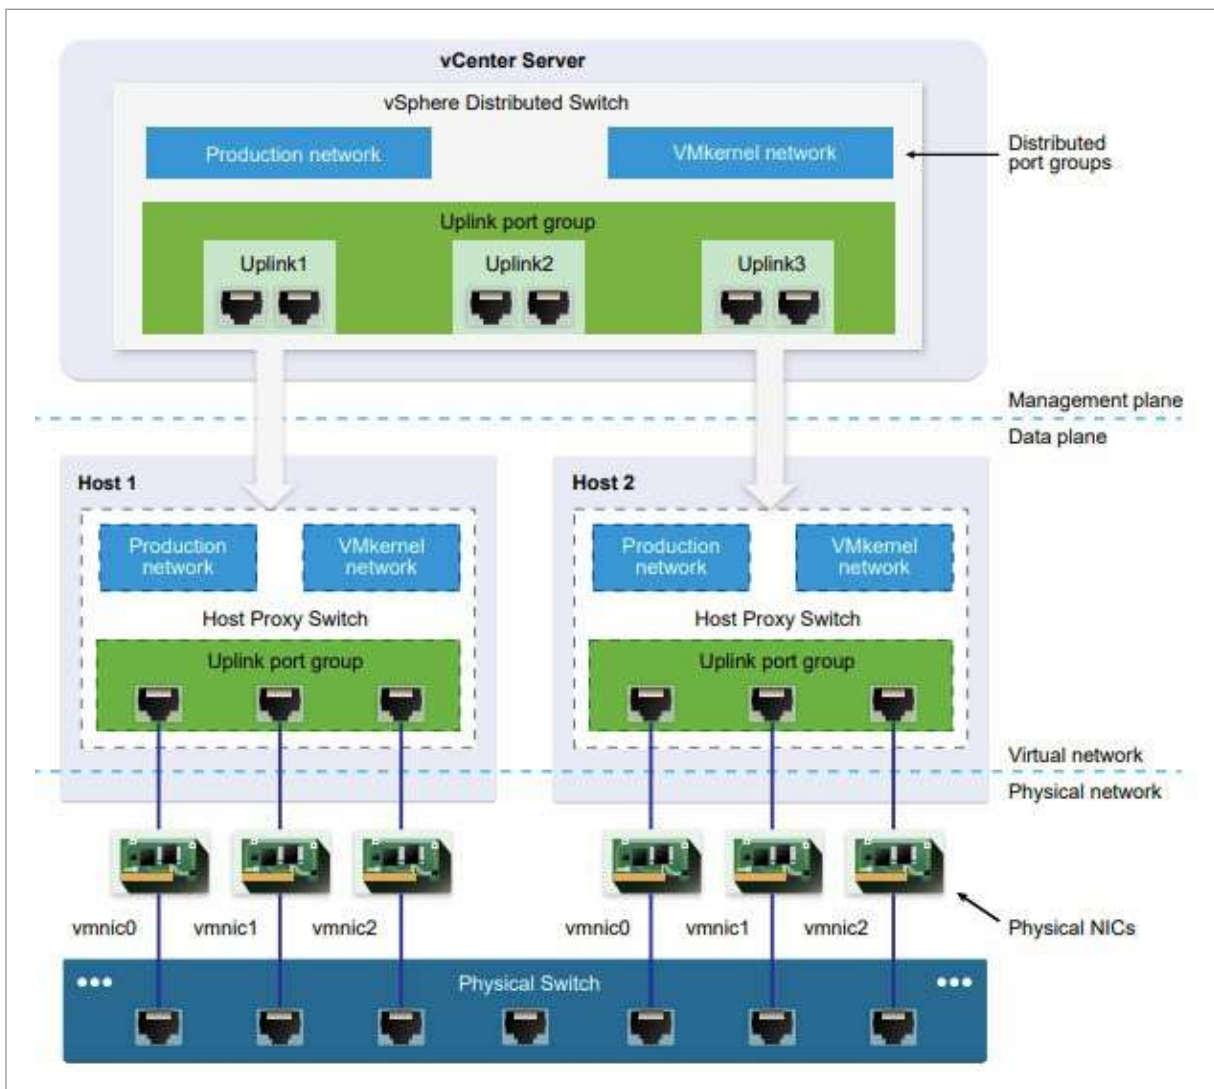 vCenter Server
vSphere Distributed Switch
Production network
VMkernel network
Distributed
port groups
Uplink port group
Uplink1
Uplink2
Uplink3
Management plane
Data plane
Host 1
Host 2
Production
network
VMkernel
network
Production
network
VMkernel
network
Host Proxy Switch
Host Proxy Switch
Uplink port group
Uplink port group
Virtual network
Physical network
vmnic0
vmnic1
vmnic2
vmnic0
vmnic1
vmnic2
Physical NICs
Physical Switch